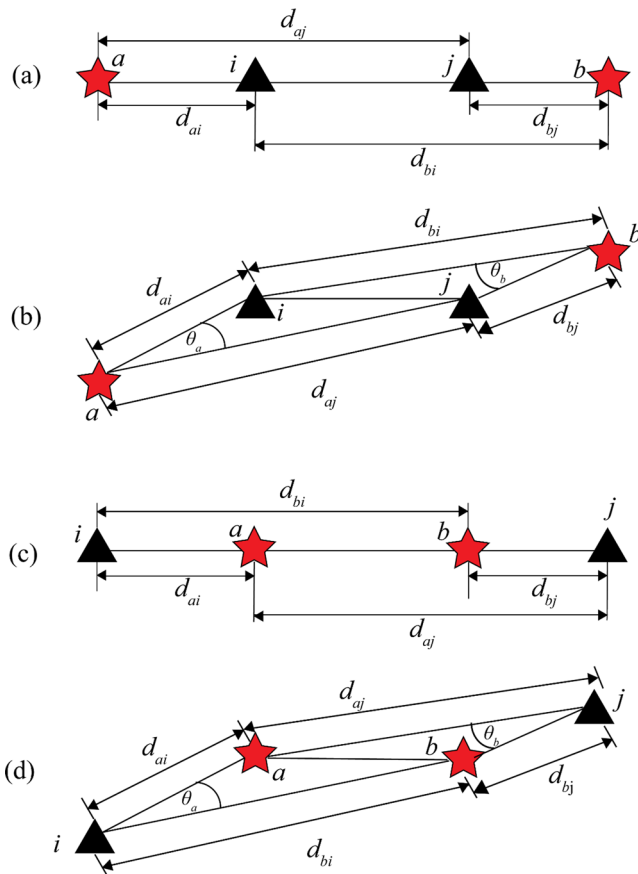 d_aj
(a) a i j b
d_ai d_bj
d_bi
d_bi b
d_ai θ_b
(b) j
θ_a i d_bj
a d_aj
d_bi j
(c) i a b
d_ai d_bj
d_aj
d_aj j
d_ai θ_b
(d) a b
θ_a d_bj
i d_bi